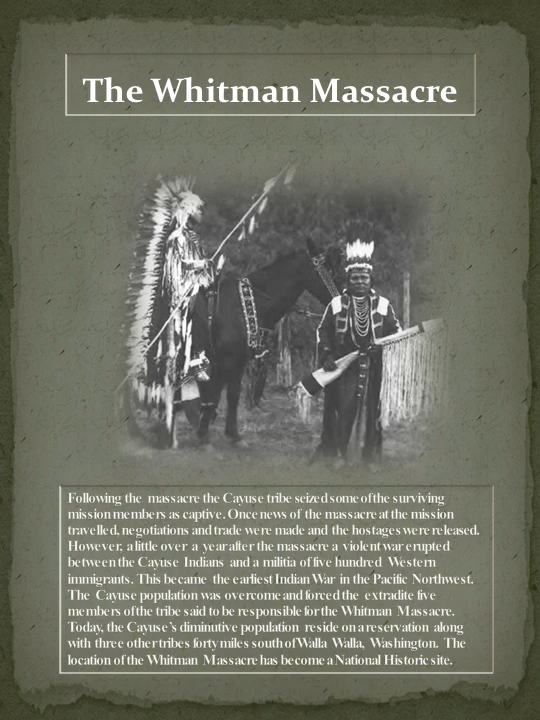 The Whitman Massacre
Following the massacre the Cayuse tribe seized some of the surviving
mission members as captive. Once news of the massacre at the mission
travelled, negotiations and trade were made and the hostages were released.
However, a little over a year after the massacre a violent war erupted
between the Cayuse Indians and a militia of five hundred Western
immigrants. This became the earliest Indian War in the Pacific Northwest.
The Cayuse population was overcome and forced the extradite five
members of the tribe said to be responsible for the Whitman Massacre.
Today, the Cayuse's diminutive population reside on a reservation along
with three other tribes forty miles south of Walla Walla, Washington. The
location of the Whitman Massacre has become a National Historic site.